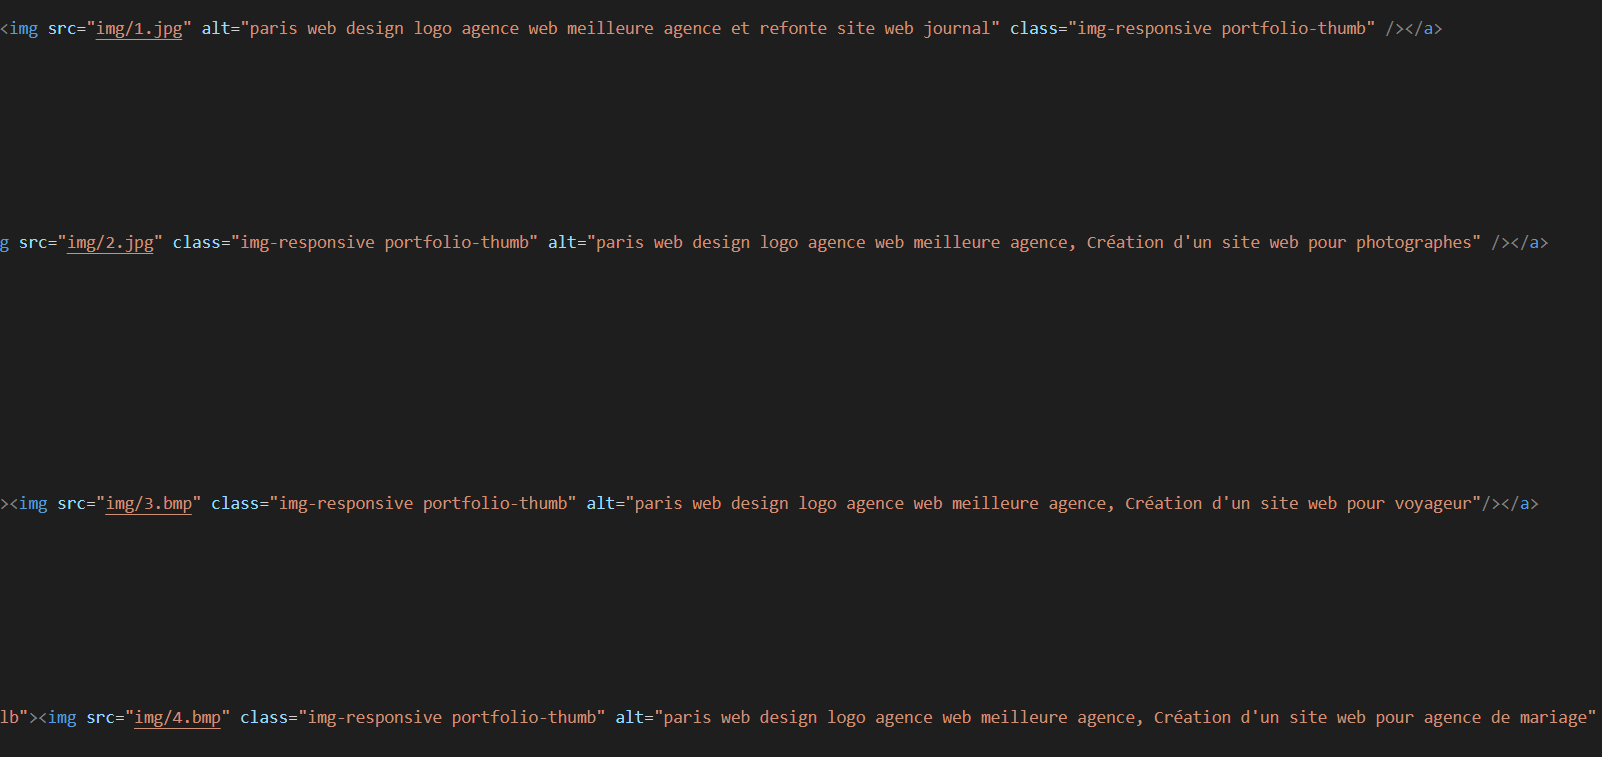 <img src="img/1.jpg" alt="paris web design logo agence web meilleure agence et refonte site web journal" class="img-responsive portfolio-thumb" /></a>
g src="img/2.jpg" class="img-responsive portfolio-thumb" alt="paris web design logo agence web meilleure agence, Création d'un site web pour photographes" /></a>
><img src="img/3.bmp" class="img-responsive portfolio-thumb" alt="paris web design logo agence web meilleure agence, Création d'un site web pour voyageur"/></a>
lb"><img src="img/4.bmp" class="img-responsive portfolio-thumb" alt="paris web design logo agence web meilleure agence, Création d'un site web pour agence de mariage"